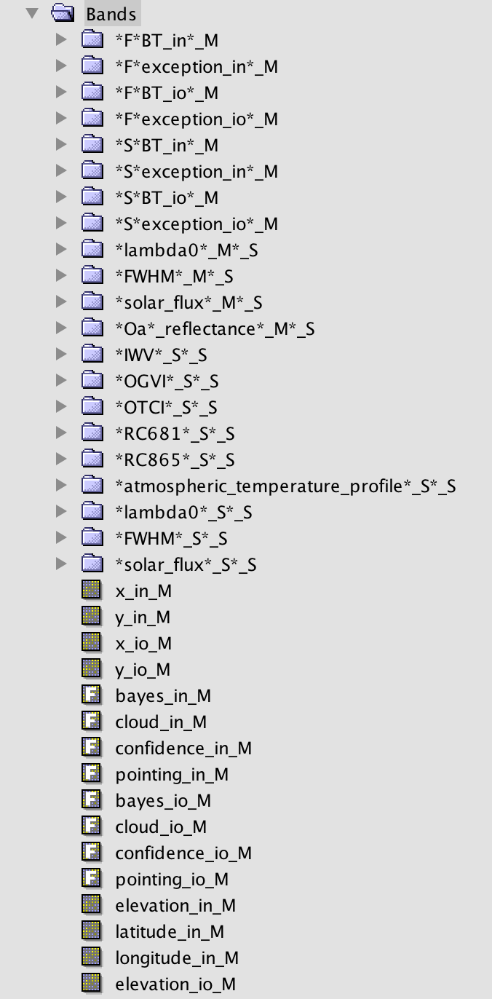 Bands
*F*BT_in*_M
*F*exception_in*_M
*F*BT_io*_M
*F*exception_io*_M
*S*BT_in*_M
*S*exception_in*_M
*S*BT_io*_M
*S*exception_io*_M
*lambda0*_M*_S
*FWHM*_M*_S
*solar_flux*_M*_S
*Oa*_reflectance*_M*_S
*IWV*_S*_S
*OGVI*_S*_S
*OTCI*_S*_S
*RC681*_S*_S
*RC865*_S*_S
*atmospheric_temperature_profile*_S*_S
*lambda0*_S*_S
*FWHM*_S*_S
*solar_flux*_S*_S
x_in_M
y_in_M
x_io_M
y_io_M
F bayes_in_M
F cloud_in_M
F confidence_in_M
F pointing_in_M
F bayes_io_M
F cloud_io_M
F confidence_io_M
F pointing_io_M
elevation_in_M
latitude_in_M
longitude_in_M
elevation_io_M